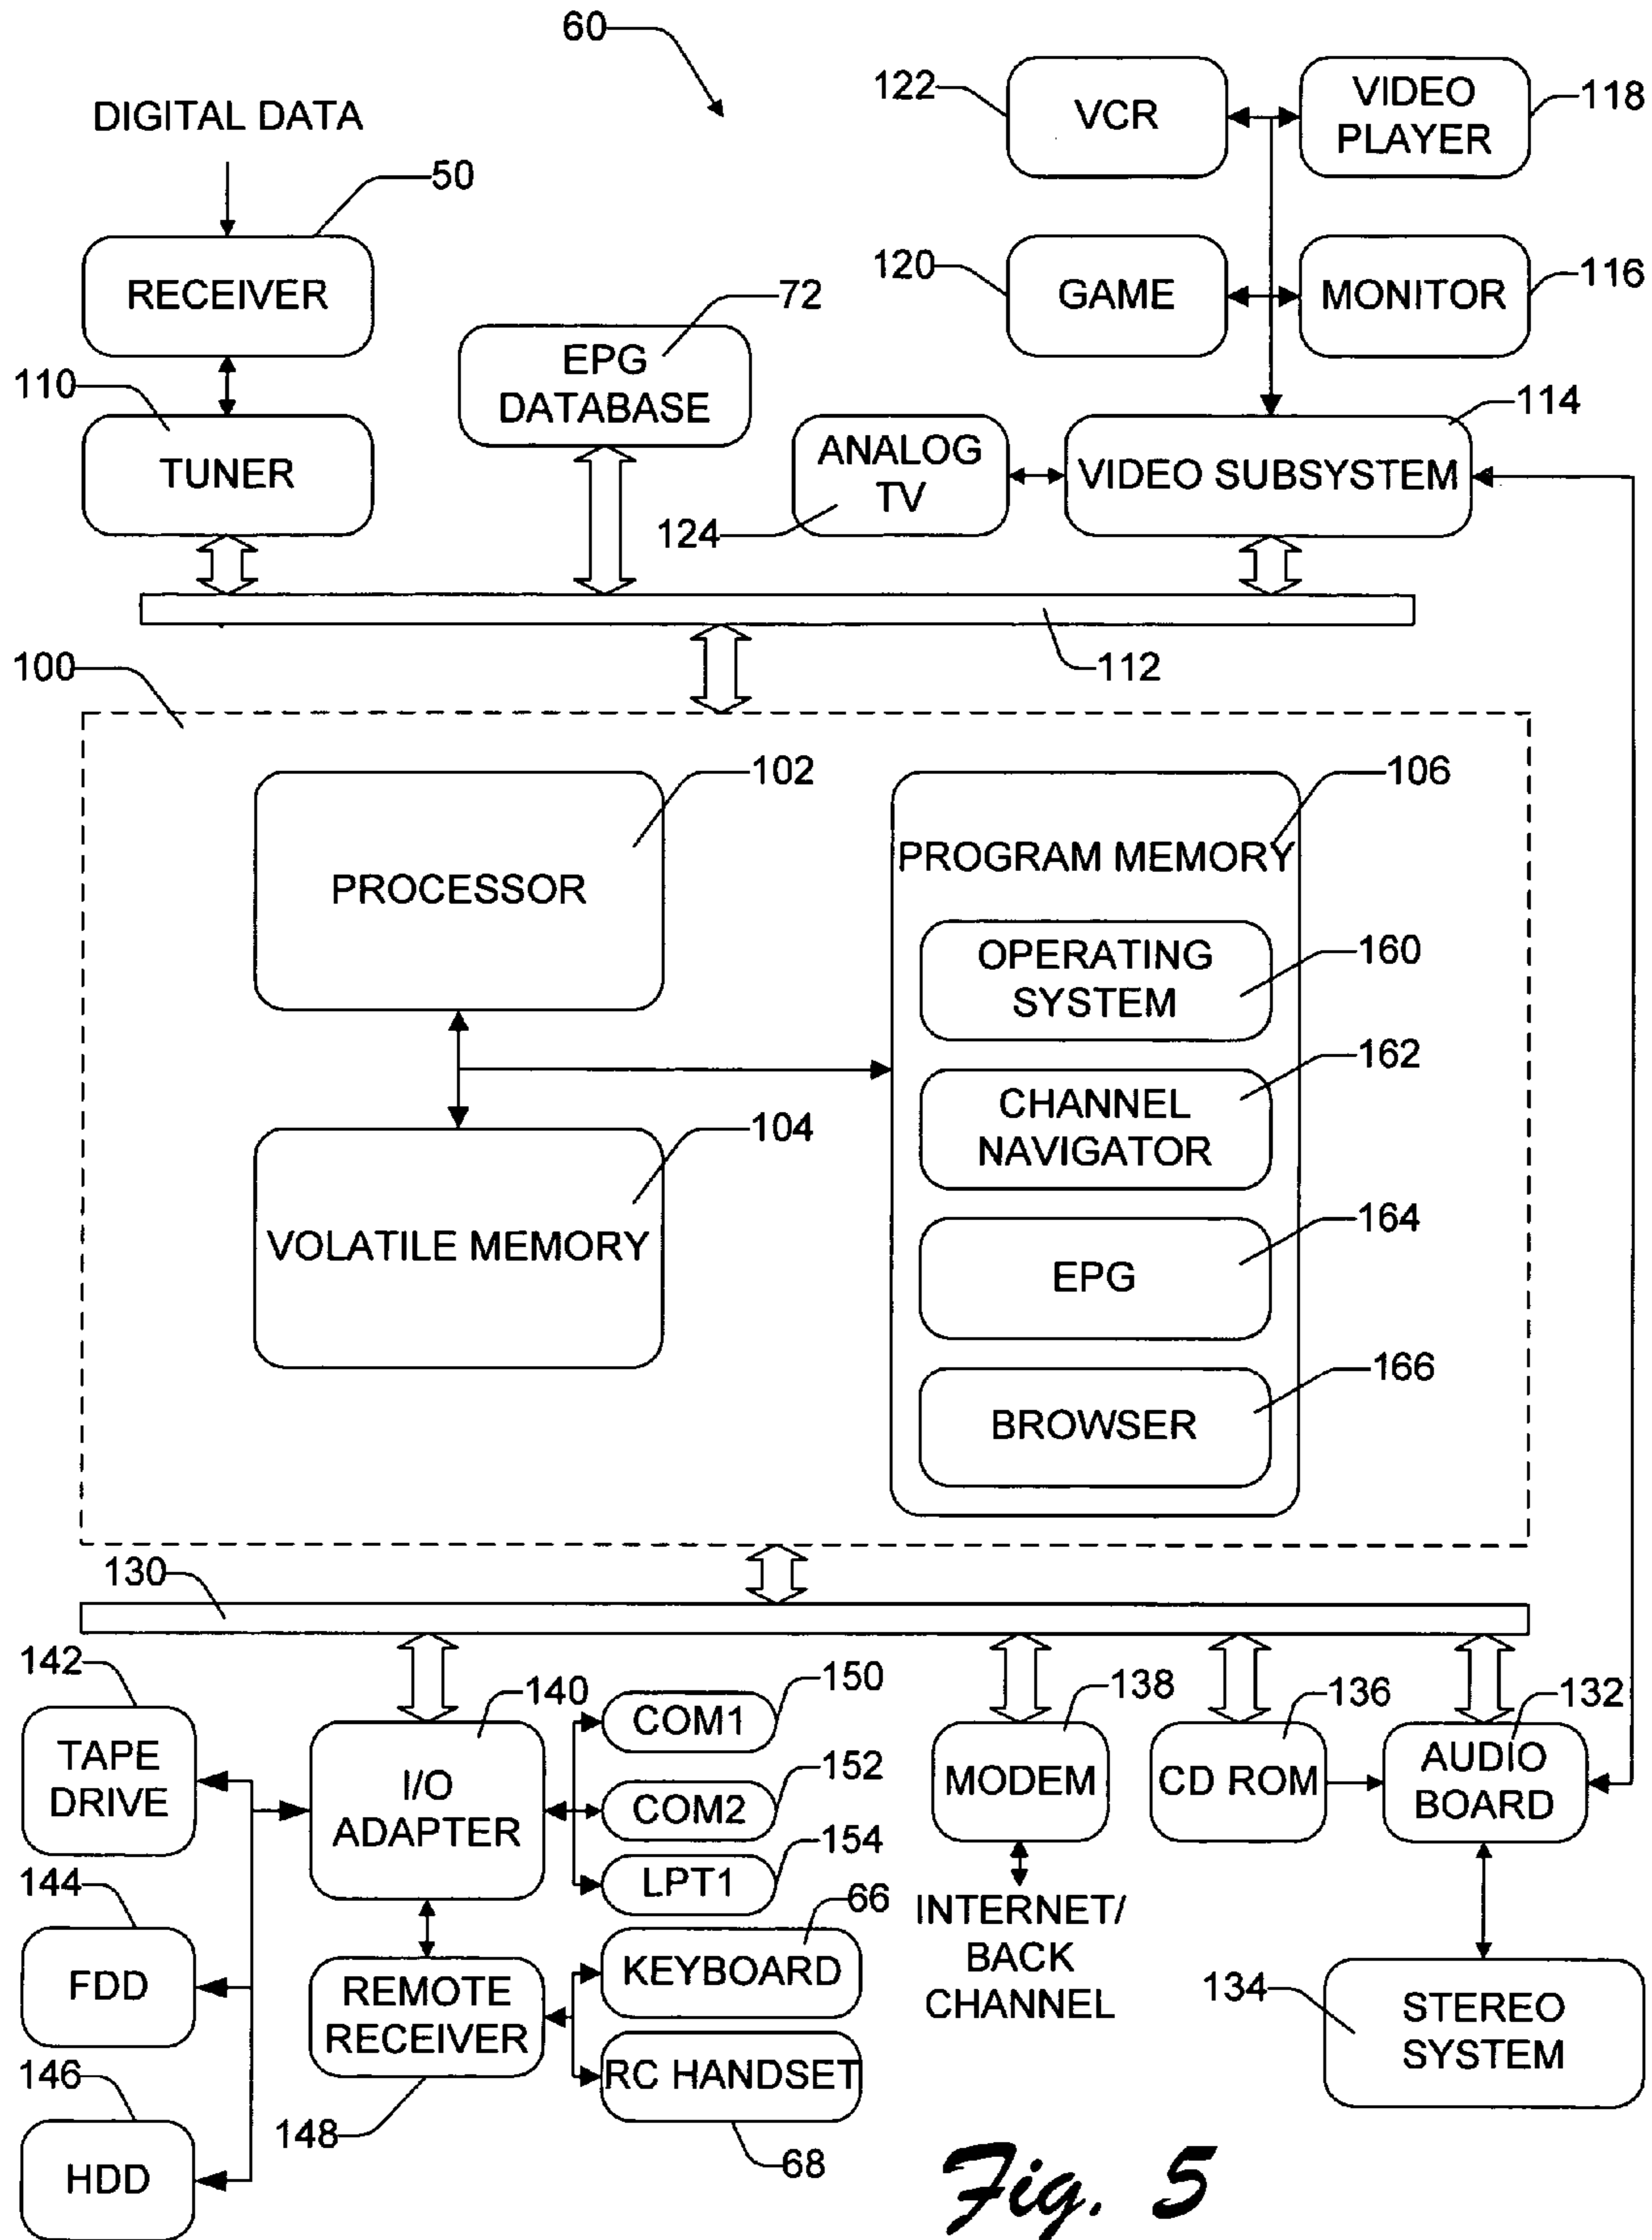 60
DIGITAL DATA
122
VCR
VIDEO
PLAYER
118
50
RECEIVER
120
GAME
MONITOR
116
72
EPG
DATABASE
110
TUNER
ANALOG
TV
124
VIDEO SUBSYSTEM
114
112
100
102
PROCESSOR
106
PROGRAM MEMORY
OPERATING
SYSTEM
160
CHANNEL
NAVIGATOR
162
104
VOLATILE MEMORY
EPG
164
BROWSER
166
130
142
TAPE
DRIVE
140
I/O
ADAPTER
COM1
150
COM2
152
LPT1
154
138
MODEM
136
CD ROM
132
AUDIO
BOARD
144
FDD
REMOTE
RECEIVER
148
66
KEYBOARD
RC HANDSET
68
INTERNET/
BACK
CHANNEL
134
STEREO
SYSTEM
146
HDD
Fig. 5